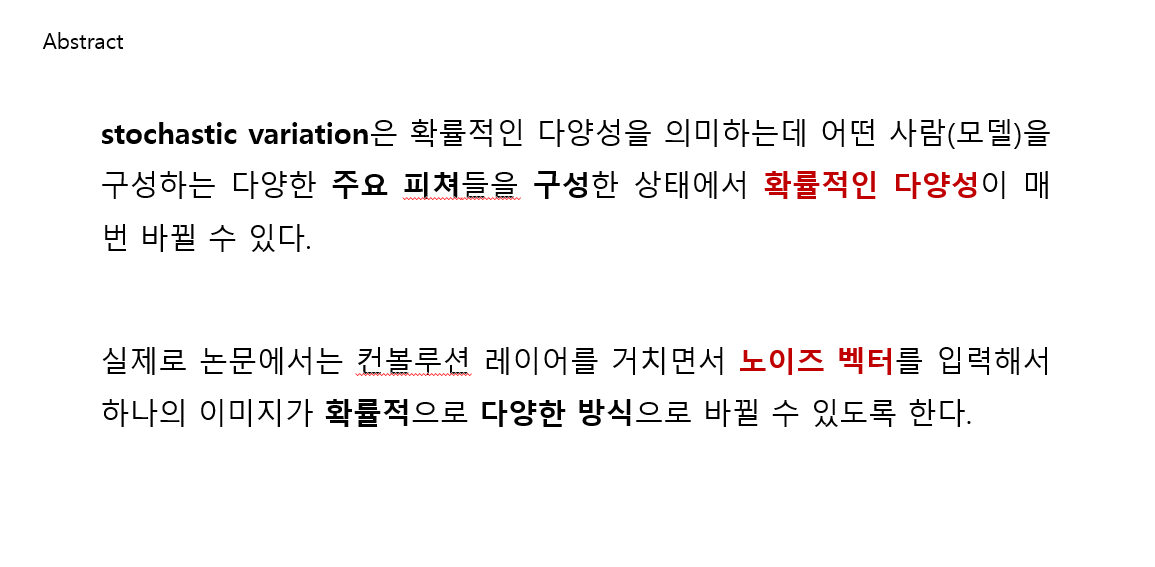 Abstract
stochastic variation은 확률적인 다양성을 의미하는데 어떤 사람(모델)을
구성하는 다양한 주요 피쳐들을 구성한 상태에서 확률적인 다양성이 매
번 바뀔 수 있다.
실제로 논문에서는 컨볼루션 레이어를 거치면서 노이즈 벡터를 입력해서
하나의 이미지가 확률적으로 다양한 방식으로 바뀔 수 있도록 한다.